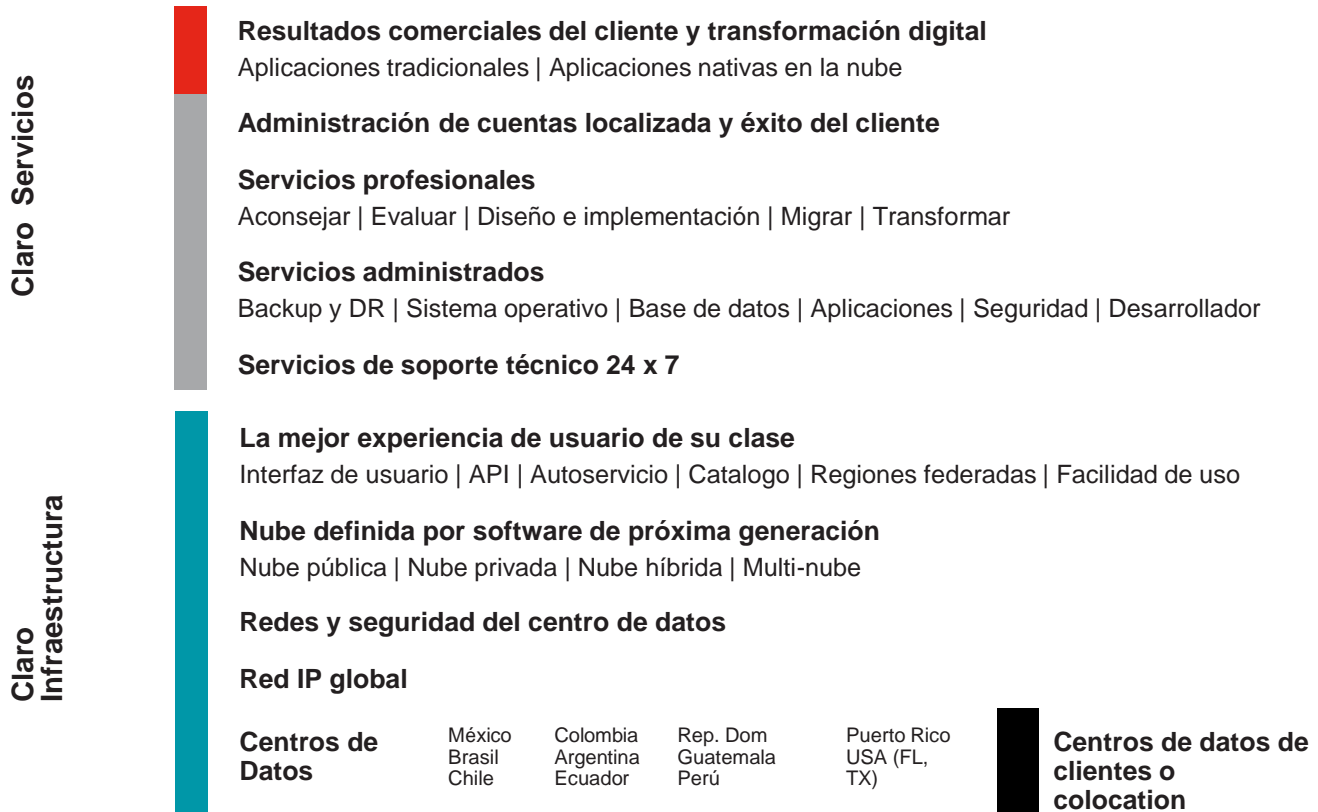 Claro Servicios
Resultados comerciales del cliente y transformación digital
Aplicaciones tradicionales | Aplicaciones nativas en la nube
Administración de cuentas localizada y éxito del cliente
Servicios profesionales
Aconsejar | Evaluar | Diseño e implementación | Migrar | Transformar
Servicios administrados
Backup y DR | Sistema operativo | Base de datos | Aplicaciones | Seguridad | Desarrollador
Servicios de soporte técnico 24 x 7
Claro
Infraestructura
La mejor experiencia de usuario de su clase
Interfaz de usuario | API | Autoservicio | Catalogo | Regiones federadas | Facilidad de uso
Nube definida por software de próxima generación
Nube pública | Nube privada | Nube híbrida | Multi-nube
Redes y seguridad del centro de datos
Red IP global
Centros de
Datos
México
Brasil
Chile
Colombia
Argentina
Ecuador
Rep. Dom
Guatemala
Perú
Puerto Rico
USA (FL,
TX)
Centros de datos de
clientes o
colocation